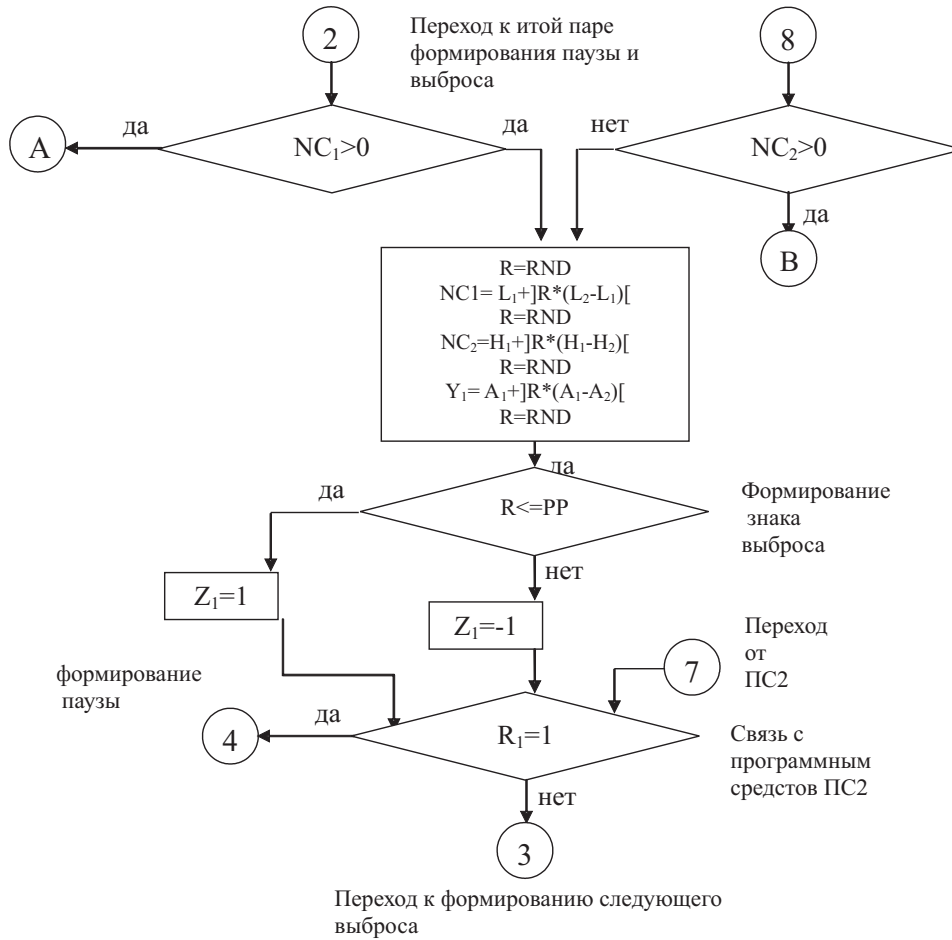 2
Переход к итой паре
формирования паузы и
выброса
8
A
да
NC₁>0
да
нет
NC₂>0
да
B
R=RND
NC1= L₁+]R*(L₂-L₁)[
R=RND
NC₂=H₁+]R*(H₁-H₂)[
R=RND
Y₁= A₁+]R*(A₁-A₂)[
R=RND
да
да
R<=PP
Формирование
знака
выброса
нет
Z₁=1
Z₁=-1
Переход
от
ПС2
7
формирование
паузы
да
4
R₁=1
Связь с
программным
средстов ПС2
нет
3
Переход к формированию следующего
выброса